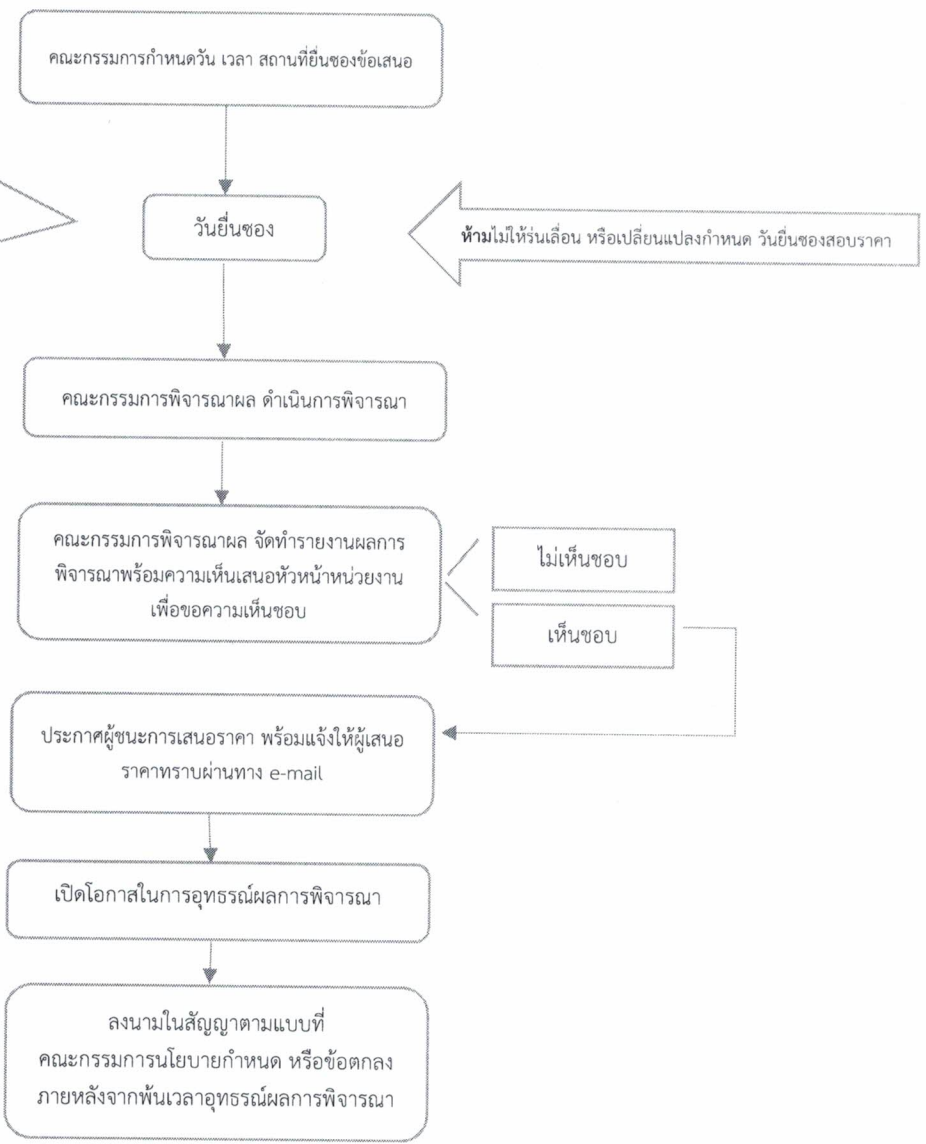 คณะกรรมการกำหนดวัน เวลา สถานที่ยื่นซองข้อเสนอ
วันยื่นซอง
ห้ามไม่ให้ร่นเลื่อน หรือเปลี่ยนแปลงกำหนด วันยื่นซองสอบราคา
คณะกรรมการพิจารณาผล ดำเนินการพิจารณา
คณะกรรมการพิจารณาผล จัดทำรายงานผลการ
พิจารณาพร้อมความเห็นเสนอหัวหน้าหน่วยงาน
เพื่อขอความเห็นชอบ
ไม่เห็นชอบ
เห็นชอบ
ประกาศผู้ชนะการเสนอราคา พร้อมแจ้งให้ผู้เสนอ
ราคาทราบผ่านทาง e-mail
เปิดโอกาสในการอุทธรณ์ผลการพิจารณา
ลงนามในสัญญาตามแบบที่
คณะกรรมการนโยบายกำหนด หรือข้อตกลง
ภายหลังจากพ้นเวลาอุทธรณ์ผลการพิจารณา